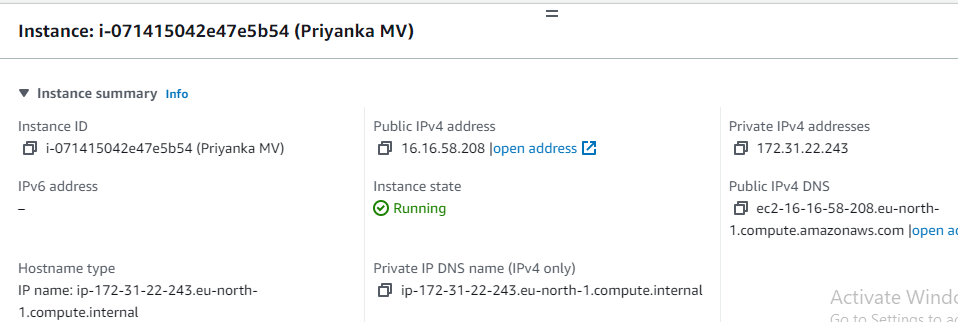 Instance: i-071415042e47e5b54 (Priyanka MV)
Instance summary Info
Instance ID
i-071415042e47e5b54 (Priyanka MV)
Public IPv4 address
16.16.58.208 |open address
Private IPv4 addresses
172.31.22.243
IPv6 address
–
Instance state
Running
Public IPv4 DNS
ec2-16-16-58-208.eu-north-
1.compute.amazonaws.com |open a
Hostname type
IP name: ip-172-31-22-243.eu-north-
1.compute.internal
Private IP DNS name (IPv4 only)
ip-172-31-22-243.eu-north-1.compute.internal
Activate Wind
Go to Settings to a